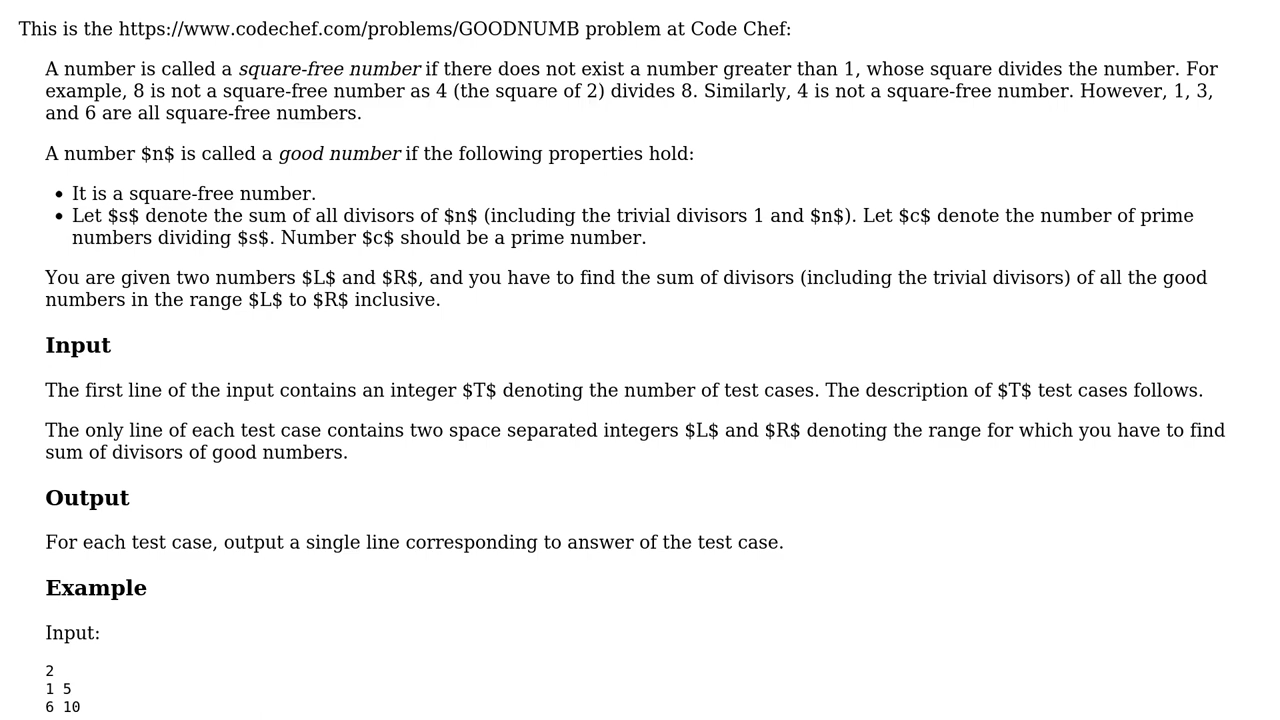 This is the https://www.codechef.com/problems/GOODNUMB problem at Code Chef:
A number is called a square-free number if there does not exist a number greater than 1, whose square divides the number. For
example, 8 is not a square-free number as 4 (the square of 2) divides 8. Similarly, 4 is not a square-free number. However, 1, 3,
and 6 are all square-free numbers.
A number $n$ is called a good number if the following properties hold:
• It is a square-free number.
• Let $s$ denote the sum of all divisors of $n$ (including the trivial divisors 1 and $n$). Let $c$ denote the number of prime
numbers dividing $s$. Number $c$ should be a prime number.
You are given two numbers $L$ and $R$, and you have to find the sum of divisors (including the trivial divisors) of all the good
numbers in the range $L$ to $R$ inclusive.
Input
The first line of the input contains an integer $T$ denoting the number of test cases. The description of $T$ test cases follows.
The only line of each test case contains two space separated integers $L$ and $R$ denoting the range for which you have to find
sum of divisors of good numbers.
Output
For each test case, output a single line corresponding to answer of the test case.
Example
Input:
2
1 5
6 10